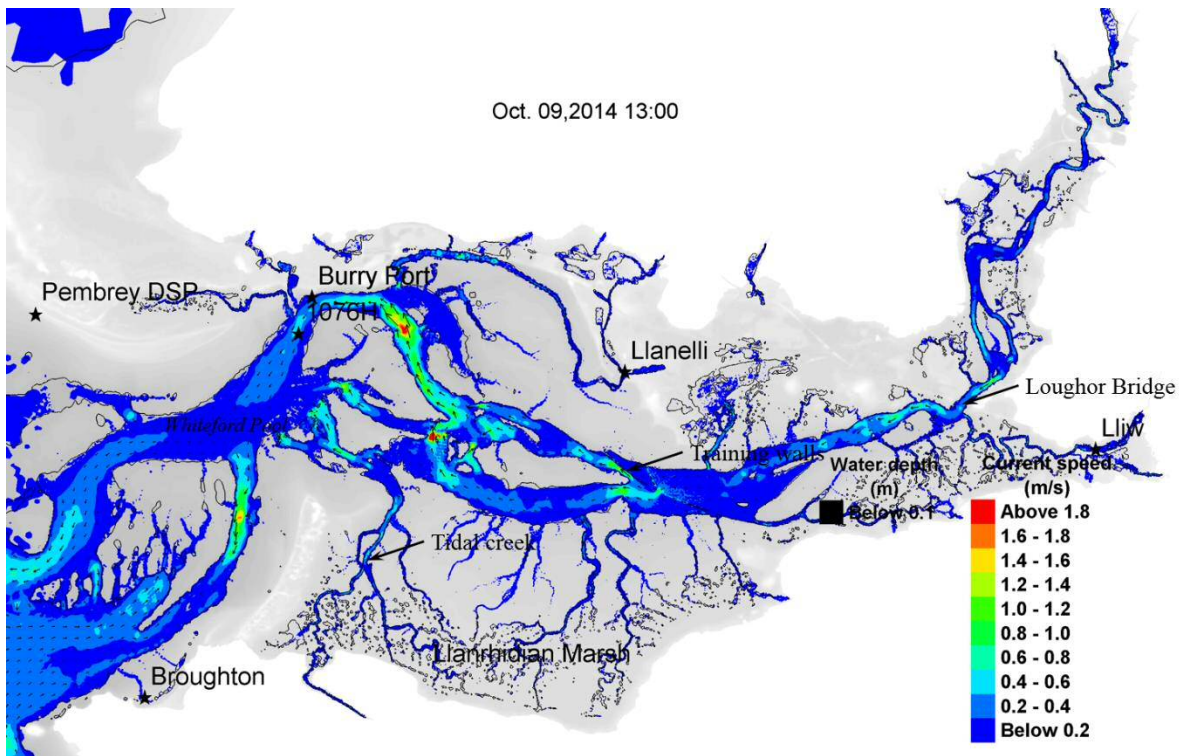 Oct. 09,2014 13:00
Burry Port
Pembrey DSP
1076H
Llanelli
Loughor Bridge
Whiteford Pool
Lliw
Training walls
Water depth
(m)
Below 0.1
Current speed
(m/s)
Above 1.8
1.6 - 1.8
1.4 - 1.6
1.2 - 1.4
1.0 - 1.2
0.8 - 1.0
0.6 - 0.8
0.4 - 0.6
0.2 - 0.4
Below 0.2
Tidal creek
Llanrhidian Marsh
Broughton